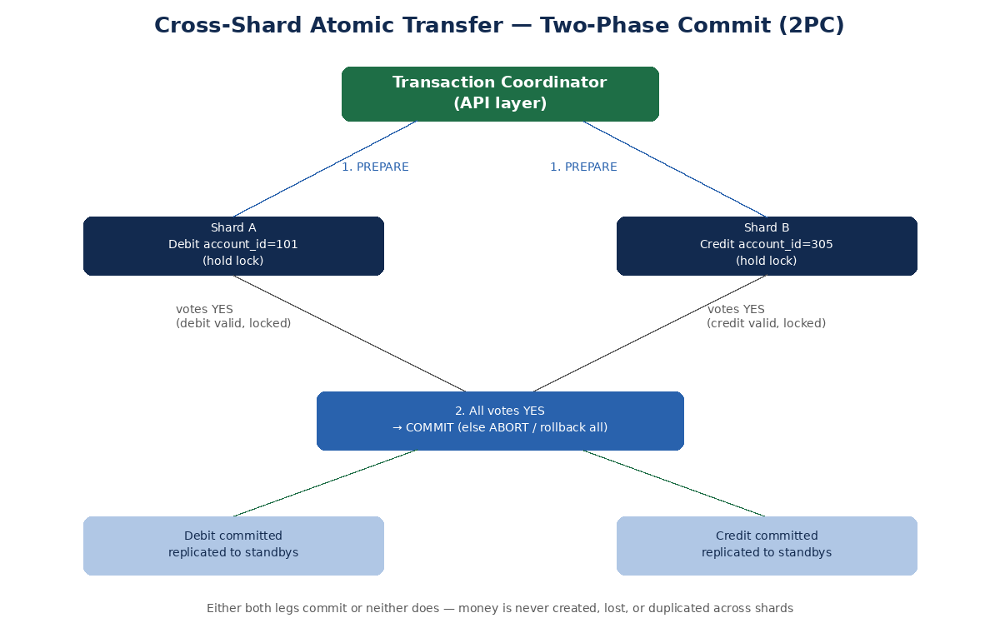 Cross-Shard Atomic Transfer — Two-Phase Commit (2PC)
Transaction Coordinator
(API layer)
1. PREPARE
1. PREPARE
Shard A
Debit account_id=101
(hold lock)
Shard B
Credit account_id=305
(hold lock)
votes YES
(debit valid, locked)
votes YES
(credit valid, locked)
2. All votes YES
→ COMMIT (else ABORT / rollback all)
Debit committed
replicated to standbys
Credit committed
replicated to standbys
Either both legs commit or neither does — money is never created, lost, or duplicated across shards